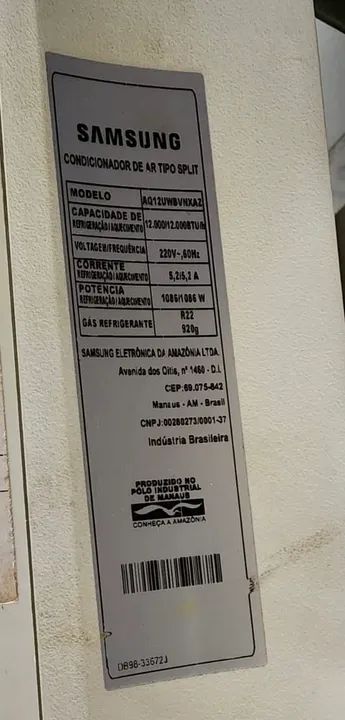 SAMSUNG
CONDICIONADOR DE AR TIPO SPLIT
MODELO AQ12UWBVNXAZ
CAPACIDADE DE
REFRIGERAÇÃO/AQUECIMENTO 12.000/12.000BTU/h
VOLTAGEM/FREQUÊNCIA 220V~,60Hz
CORRENTE
REFRIGERAÇÃO/AQUECIMENTO 5,2/5,2 A
POTÊNCIA
REFRIGERAÇÃO/AQUECIMENTO 1086/1086 W
GÁS REFRIGERANTE R22
920g
SAMSUNG ELETRÔNICA DA AMAZÔNIA LTDA.
Avenida dos Oitis, nº 1460 - D.I.
CEP:69.075-842
Manaus - AM - Brasil
CNPJ:00280273/0001-37
Indústria Brasileira
PRODUZIDO NO
PÓLO INDUSTRIAL
DE MANAUS
CONHEÇA A AMAZÔNIA
DB98-33672J